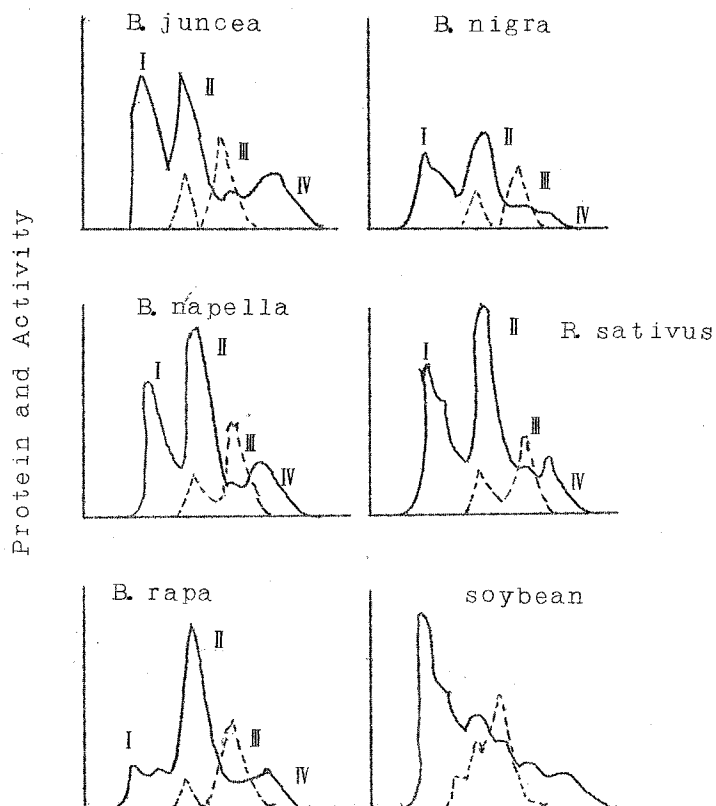 B. juncea
I
II
III
IV
B. nigra
I
II
III
IV
Protein and Activity
B. napella
I
II
III
IV
R. sativus
I
II
III
IV
B. rapa
I
II
III
IV
soybean